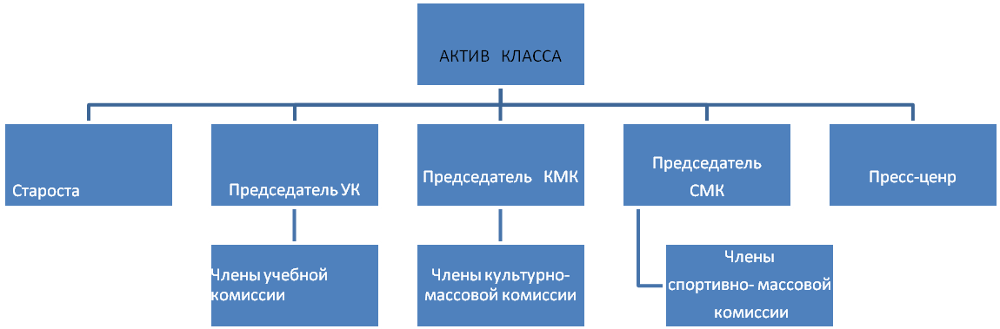 АКТИВ КЛАССА
Староста
Председатель УК
Председатель КМК
Председатель
СМК
Пресс-ценр
Члены учебной
комиссии
Члены культурно-
массовой комиссии
Члены
спортивно- массовой
комиссии